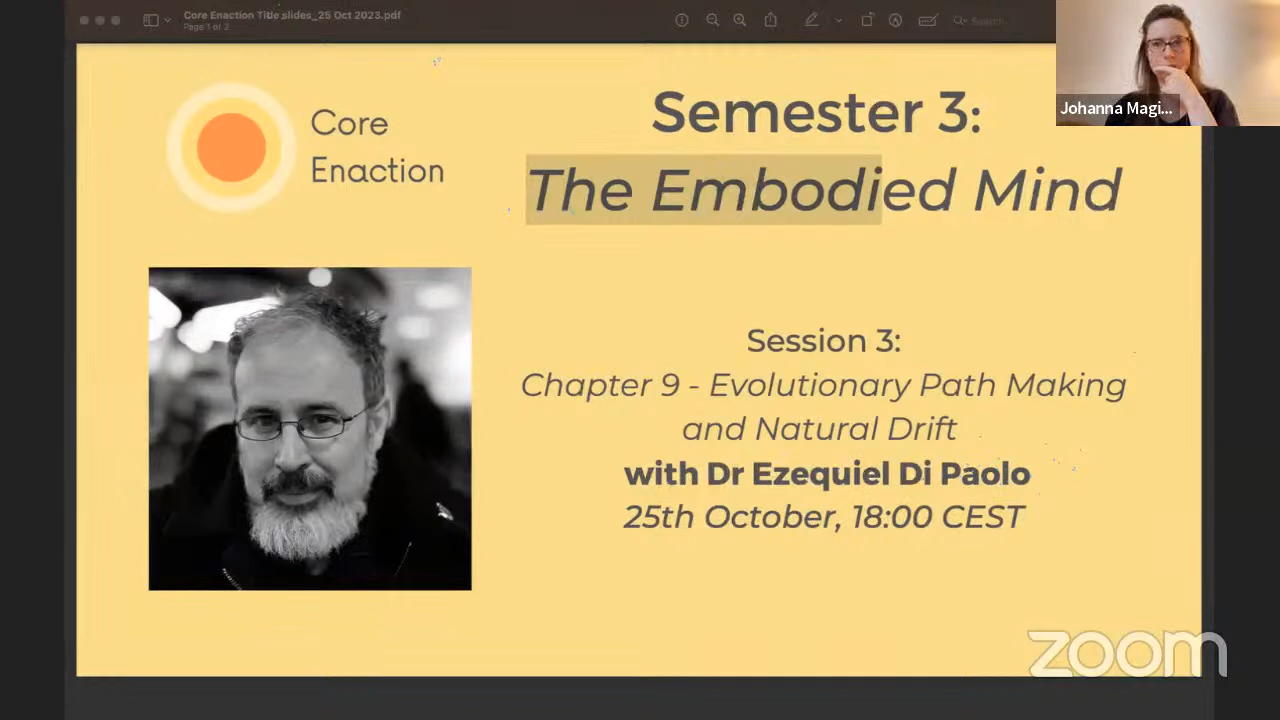 Core Enaction Title slides_25 Oct 2023.pdf
Page 1 of 2
Search
Johanna Magi...
Core
Enaction
Semester 3:
The Embodied Mind
Session 3:
Chapter 9 - Evolutionary Path Making
and Natural Drift
with Dr Ezequiel Di Paolo
25th October, 18:00 CEST
zoom